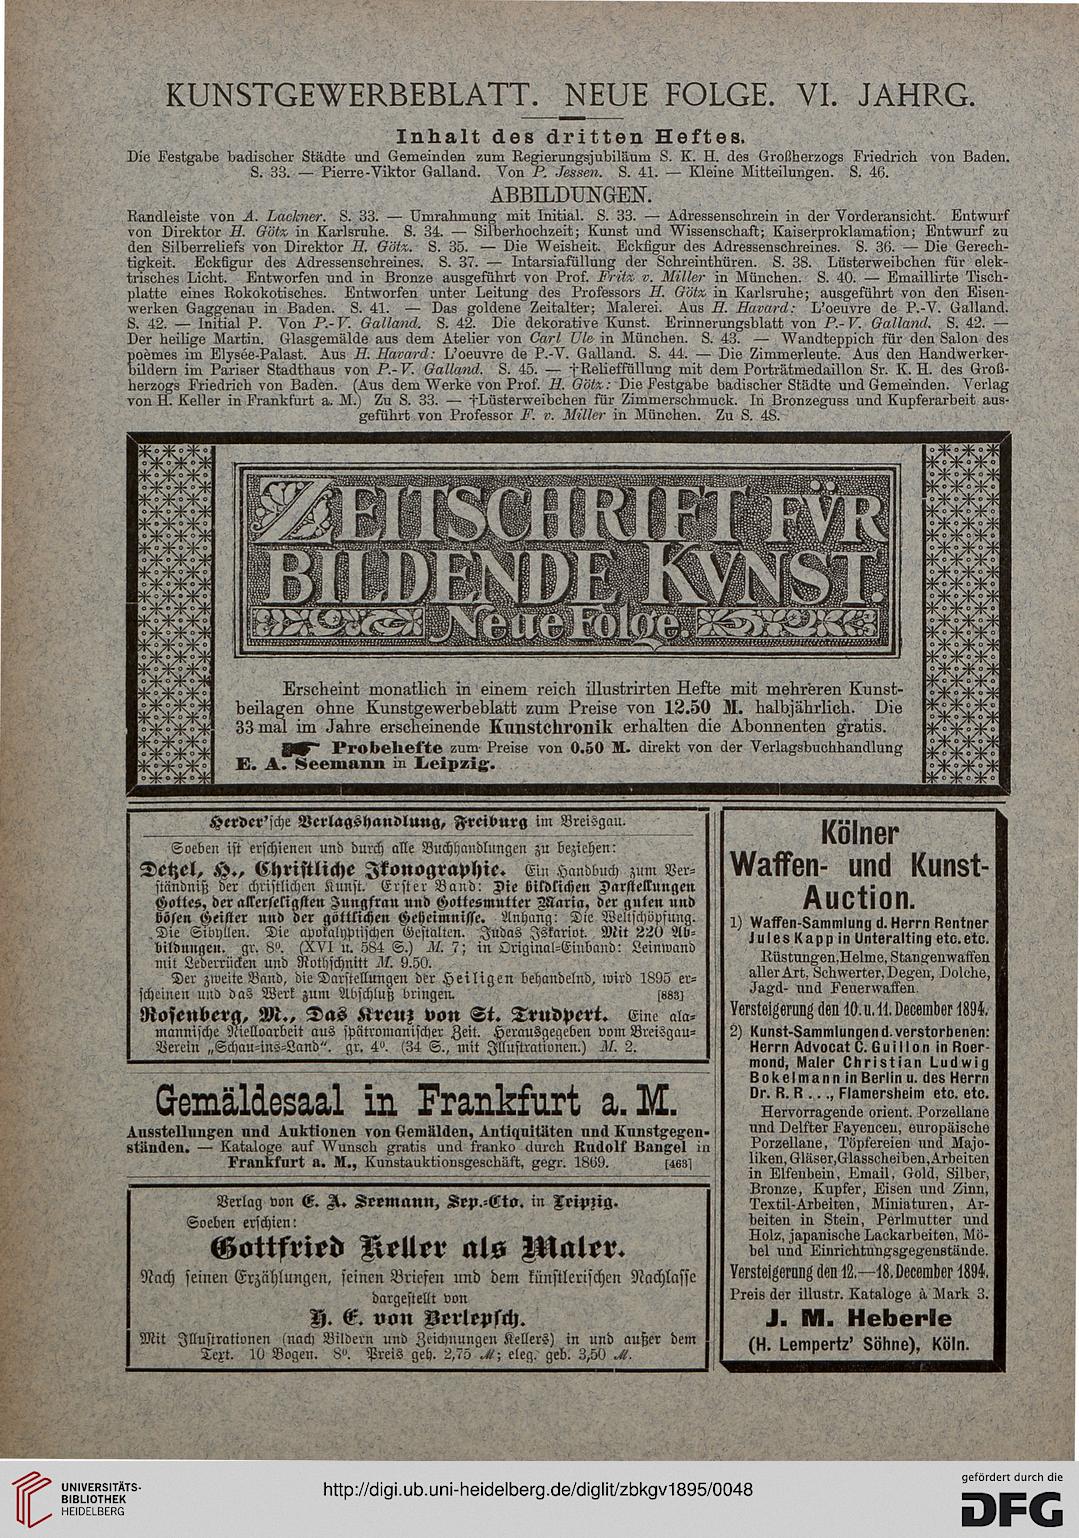 KUNSTGEWERBEBLATT. NEUE FOLGE. VI. JAHRG.
Inhalt des dritten Heftes.
Die Festgabe badischer Städte und Gemeinden zum Regierungsjubiläum S. K. H. des Großherzogs Friedrich von Baden.
S. 33. — Pierre-Viktor Galland. Von P. Jessen. S. 41. — Kleine Mitteilungen. S. 46.
ABBILDUNGEN.
Randleiste von A. Lackner. S. 33. — Umrahmung mit Initial. S. 33. — Adressenschrein in der Vorderansicht. Entwurf
von Direktor H. Götz in Karlsruhe. S. 34. — Silberhochzeit; Kunst und Wissenschaft; Kaiserproklamation; Entwurf zu
den Silberreliefs von Direktor H. Götz. S. 35. — Die Weisheit. Eckfigur des Adressenschreines. S. 36. — Die Gerech-
tigkeit. Eckfigur des Adressenschreines. S. 37. — Intarsiafüllung der Schreinthüren. S. 38. Lüsterweibchen für elek-
trisches Licht. Entworfen und in Bronze ausgeführt von Prof. Fritz v. Miller in München. S. 40. — Emaillirte Tisch-
platte eines Rokokotisches. Entworfen unter Leitung des Professors H. Götz in Karlsruhe; ausgeführt von den Eisen-
werken Gaggenau in Baden. S. 41. — Das goldene Zeitalter; Malerei. Aus H. Havard: L'oeuvre de P.-V. Galland.
S. 42. — Initial P. Von P.-V. Galland. S. 42. Die dekorative Kunst. Erinnerungsblatt von P.-V. Galland. S. 42. —
Der heilige Martin. Glasgemälde aus dem Atelier von Carl Ule in München. S. 43. — Wandteppich für den Salon des
poèmes im Elysée-Palast. Aus H. Havard: L'oeuvre de P.-V. Galland. S. 44. — Die Zimmerleute. Aus den Handwerker-
bildern im Pariser Stadthaus von P.-V. Galland. S. 45. — †Relieffüllung mit dem Porträtmedaillon Sr. K. H. des Groß-
herzogs Friedrich von Baden. (Aus dem Werke von Prof. H. Götz: Die Festgabe badischer Städte und Gemeinden. Verlag
von H. Keller in Frankfurt a. M.) Zu S. 33. — †Lüsterweibchen für Zimmerschmuck. In Bronzeguss und Kupferarbeit aus-
geführt von Professor F. v. Miller in München. Zu S. 48.
ZEITSCHRIFT FVR
BILDENDE KVNST.
Neue Folge.
Erscheint monatlich in einem reich illustrirten Hefte mit mehreren Kunst-
beilagen ohne Kunstgewerbeblatt zum Preise von 12.50 M. halbjährlich. Die
33 mal im Jahre erscheinende Kunstchronik erhalten die Abonnenten gratis.
Probehefte zum Preise von 0.50 M. direkt von der Verlagsbuchhandlung
E. A. Seemann in Leipzig.
Herder'sche Verlagshandlung, Freiburg im Breisgau.
Soeben ist erschienen und durch alle Buchhandlungen zu beziehen:
Detzel, H., Christliche Ikonographie. Ein Handbuch zum Ver-
ständniß der christlichen Kunst. Erster Band: Die bildlichen Darstellungen
Gottes, der allerseligsten Jungfrau und Gottesmutter Maria, der guten und
bösen Geister und der göttlichen Geheimnisse. Anhang: Die Weltschöpfung.
Die Sibyllen. Die apokalyptischen Gestalten. Judas Iskariot. Mit 220 Ab-
bildungen. gr. 8⁰. (XVI u. 584 S.) M. 7; in Original-Einband: Leinwand
mit Lederrücken und Rothschnitt M. 9.50.
Der zweite Band, die Darstellungen der Heiligen behandelnd, wird 1895 er-
scheinen und das Werk zum Abschluß bringen. [883]
Rosenberg, M., Das Kreuz von St. Trudpert. Eine ala-
mannische Nielloarbeit aus spätromanischer Zeit. Herausgegeben vom Breisgau-
Verein „Schau-ins-Land". gr. 4⁰. (34 S., mit Illustrationen.) M. 2.
Gemäldesaal in Frankfurt a. M.
Ausstellungen und Auktionen von Gemälden, Antiquitäten und Kunstgegen-
ständen. — Kataloge auf Wunsch gratis und franko durch Rudolf Bangel in
Frankfurt a. M., Kunstauktionsgeschäft, gegr. 1869. [463]
Verlag von E. A. Seemann, Sep.-Cto. in Leipzig.
Soeben erschien:
Gottfried Keller als Maler.
Nach seinen Erzählungen, seinen Briefen und dem künstlerischen Nachlasse
dargestellt von
H. E. von Berlepsch.
Mit Illustrationen (nach Bildern und Zeichnungen Kellers) in und außer dem
Text. 10 Bogen. 8⁰. Preis geh. 2,75 M; eleg. geb. 3,50 M.
Kölner
Waffen- und Kunst-
Auction.
1) Waffen-Sammlung d. Herrn Rentner
Jules Kapp in Unteralting etc. etc.
Rüstungen, Helme, Stangenwaffen
aller Art, Schwerter, Degen, Dolche,
Jagd- und Feuerwaffen.
Versteigerung den 10. u. 11. December 1894.
2) Kunst-Sammlungen d. verstorbenen:
Herrn Advocat C. Guillon in Roer-
mond, Maler Christian Ludwig
Bokelmann in Berlin u. des Herrn
Dr. R. R . . ., Flamersheim etc. etc.
Hervorragende orient. Porzellane
und Delfter Fayencen, europäische
Porzellane, Töpfereien und Majo-
liken, Gläser, Glasscheiben, Arbeiten
in Elfenbein, Email, Gold, Silber,
Bronze, Kupfer, Eisen und Zinn,
Textil-Arbeiten, Miniaturen, Ar-
beiten in Stein, Perlmutter und
Holz, japanische Lackarbeiten, Mö-
bel und Einrichtungsgegenstände.
Versteigerung den 12.—18. December 1894.
Preis der illustr. Kataloge à Mark 3.
J. M. Heberle
(H. Lempertz' Söhne), Köln.
UNIVERSITÄTS-
BIBLIOTHEK
HEIDELBERG
http://digi.ub.uni-heidelberg.de/diglit/zbkgv1895/0048
gefördert durch die
DFG